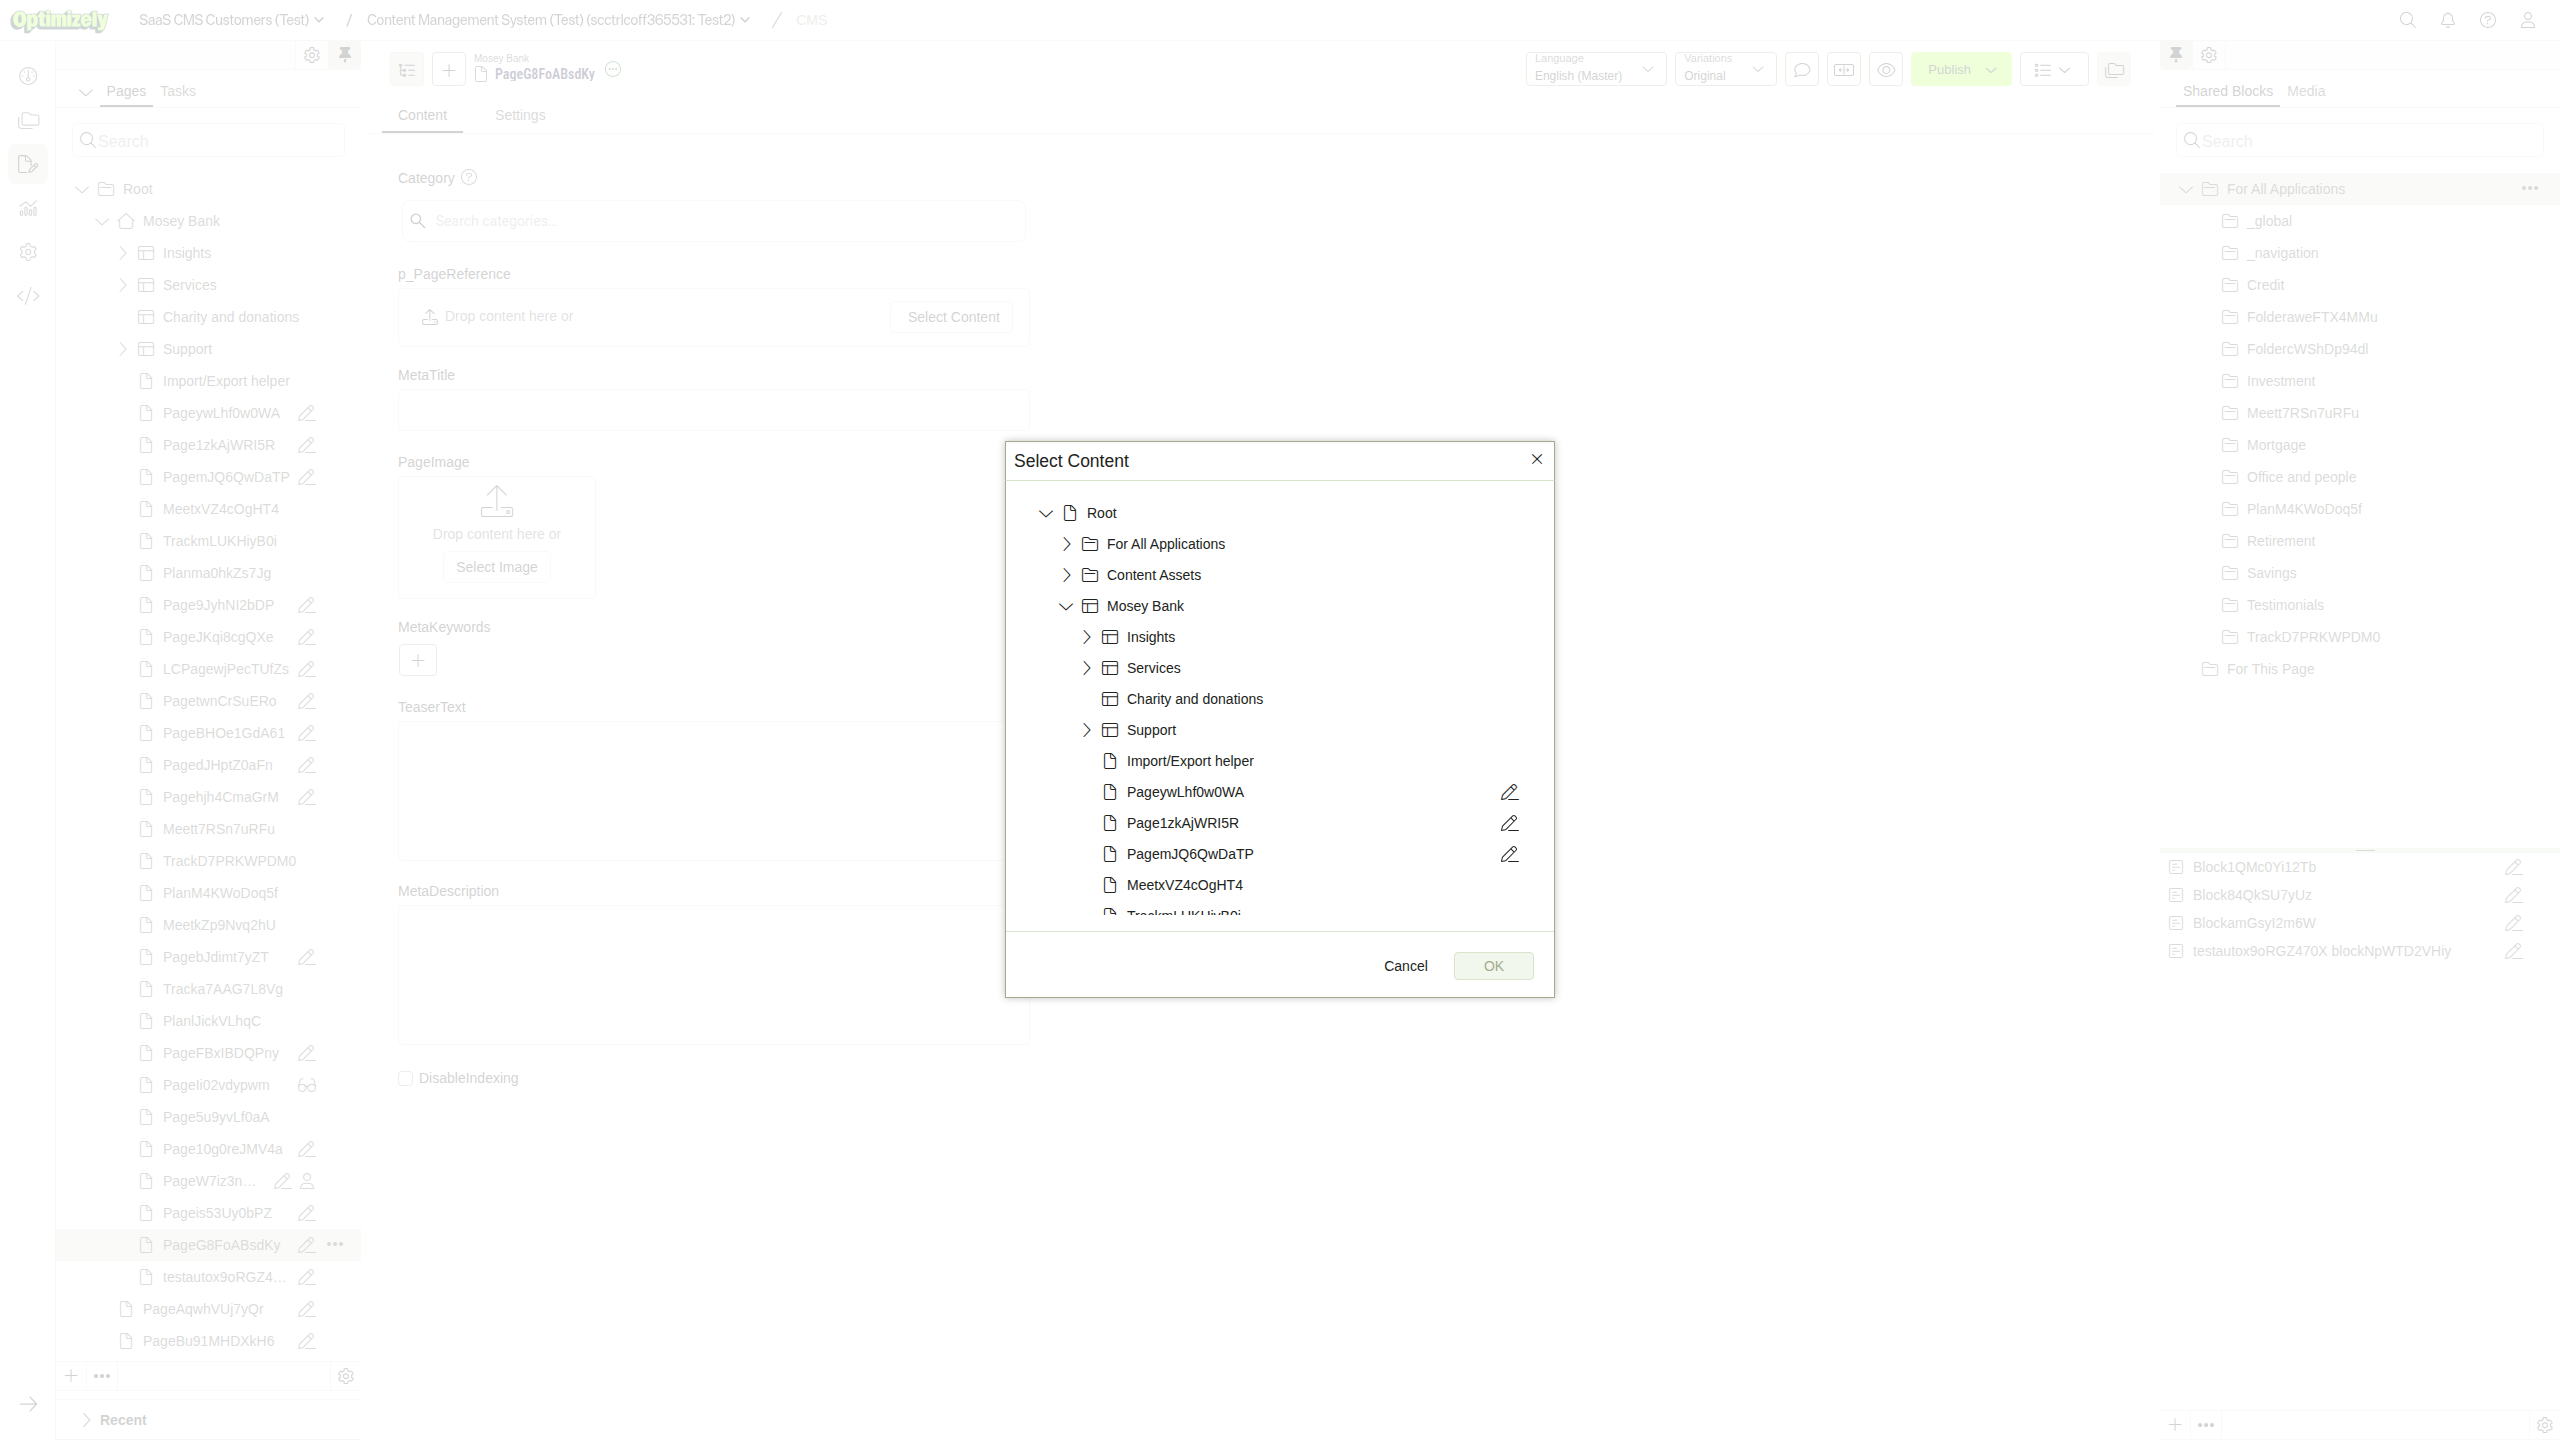 Optimizely
SaaS CMS Customers (Test)
/
Content Management System (Test) (scctrlcoff365531: Test2)
/
CMS
Pages
Tasks
Search
Root
Mosey Bank
Insights
Services
Charity and donations
Support
Import/Export helper
PageywLhf0w0WA
Page1zkAjWRI5R
PagemJQ6QwDaTP
MeetxVZ4cOgHT4
TrackmLUKHiyB0i
Planma0hkZs7Jg
Page9JyhNI2bDP
PageJKqi8cgQXe
LCPagewjPecTUfZs
PagetwnCrSuERo
PageBHOe1GdA61
PagedJHptZ0aFn
Pagehjh4CmaGrM
Meett7RSn7uRFu
TrackD7PRKWPDM0
PlanM4KWoDoq5f
MeetkZp9Nvq2hU
PagebJdimt7yZT
Tracka7AAG7L8Vg
PlanlJickVLhqC
PageFBxIBDQPny
PageIi02vdypwm
Page5u9yvLf0aA
Page10g0reJMV4a
PageW7iz3n...
Pageis53Uy0bPZ
PageG8FoABsdKy
testautox9oRGZ4...
PageAqwhVUj7yQr
PageBu91MHDXkH6
Recent
Mosey Bank
PageG8FoABsdKy
Language
English (Master)
Variations
Original
Publish
Content
Settings
Category
Search categories...
p_PageReference
Drop content here or
Select Content
MetaTitle
PageImage
Drop content here or
Select Image
MetaKeywords
TeaserText
MetaDescription
DisableIndexing
Select Content
Root
For All Applications
Content Assets
Mosey Bank
Insights
Services
Charity and donations
Support
Import/Export helper
PageywLhf0w0WA
Page1zkAjWRI5R
PagemJQ6QwDaTP
MeetxVZ4cOgHT4
TrackmLUKHiyB0i
Cancel
OK
Shared Blocks
Media
Search
For All Applications
_global
_navigation
Credit
FolderaweFTX4MMu
FoldercWShDp94dl
Investment
Meett7RSn7uRFu
Mortgage
Office and people
PlanM4KWoDoq5f
Retirement
Savings
Testimonials
TrackD7PRKWPDM0
For This Page
Block1QMc0Yi12Tb
Block84QkSU7yUz
BlockamGsyI2m6W
testautox9oRGZ470X blockNpWTD2VHiy